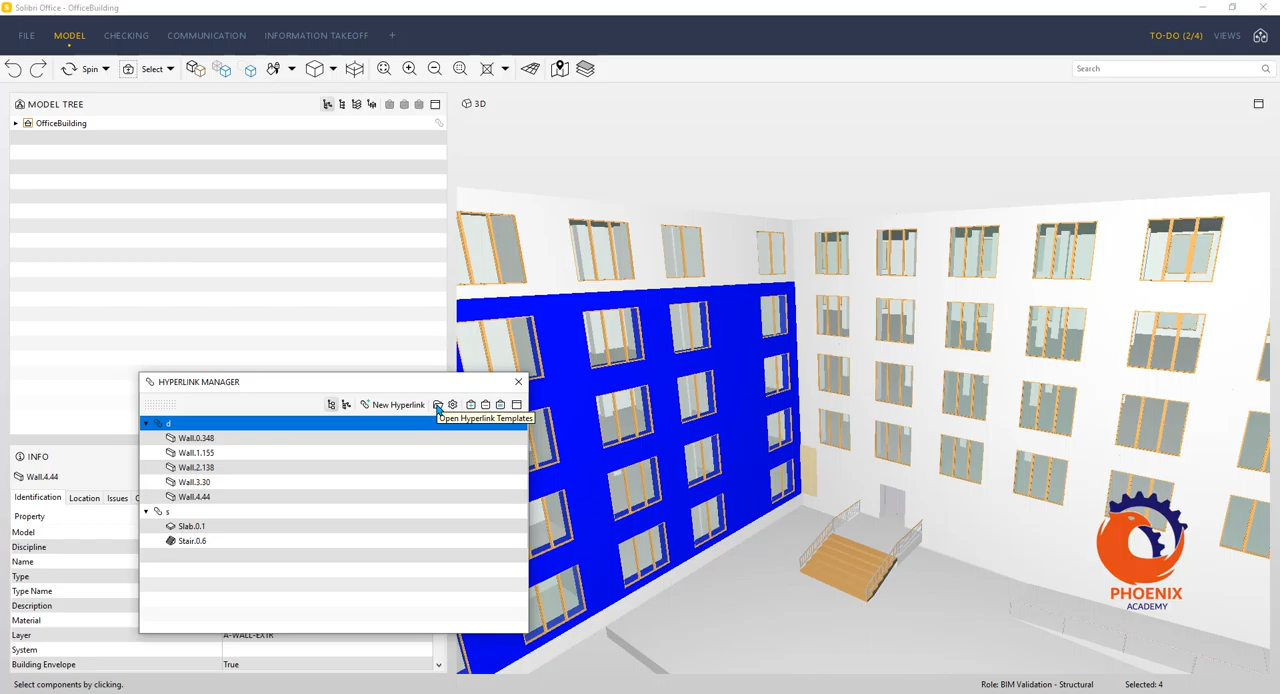 Solibri Office - OfficeBuilding
FILE MODEL CHECKING COMMUNICATION INFORMATION TAKEOFF +
TO-DO (2/4) VIEWS
Spin Select
Search
MODEL TREE
3D
OfficeBuilding
HYPERLINK MANAGER
New Hyperlink
Open Hyperlink Templates
d
Wall.0.348
Wall.1.155
Wall.2.138
Wall.3.30
Wall.4.44
s
Slab.0.1
Stair.0.6
INFO
Wall.4.44
Identification Location Issues
Property
Model
Discipline
Name
Type
Type Name
Description
Material
Layer A-WALL-EXTR
System
Building Envelope True
PHOENIX
ACADEMY
Select components by clicking.
Role: BIM Validation - Structural Selected: 4